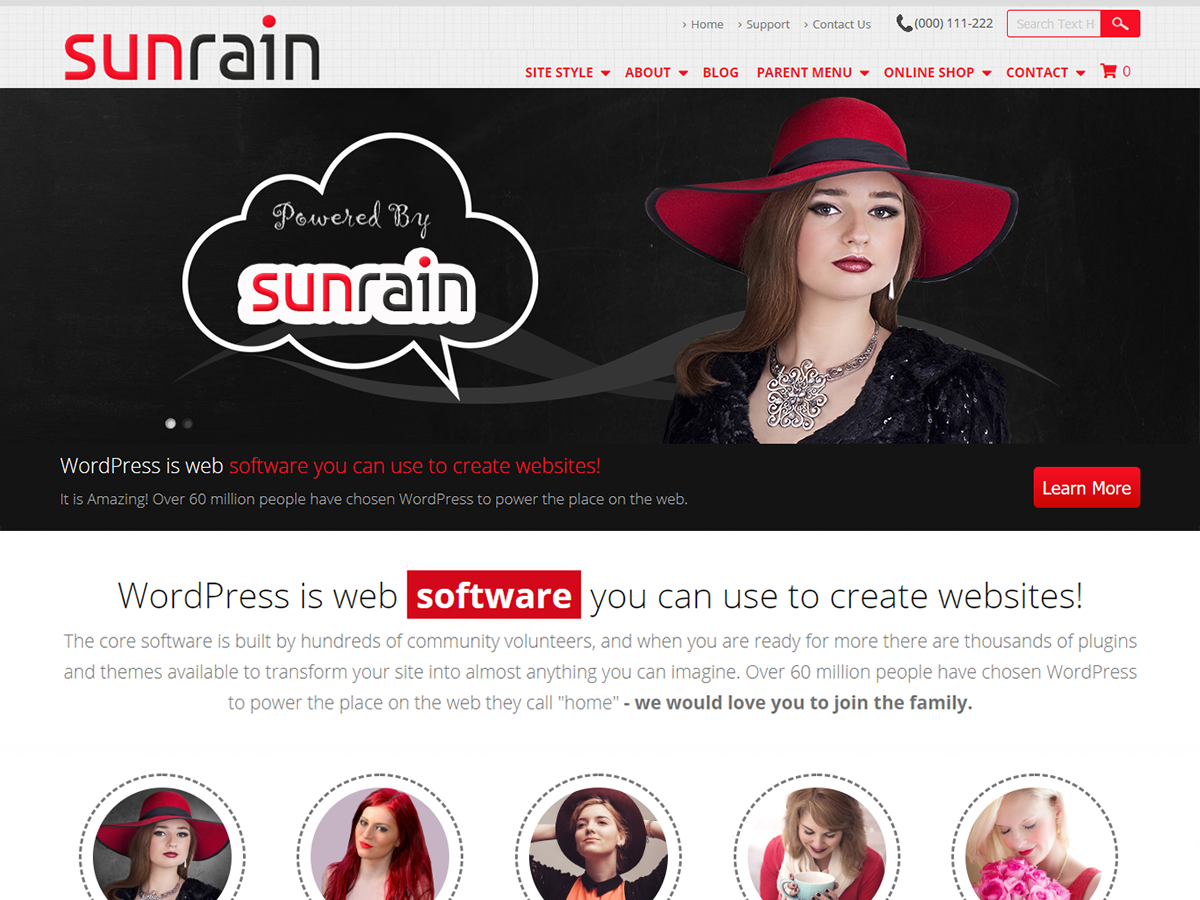 sunrain
› Home › Support › Contact Us (000) 111-222 Search Text H
SITE STYLE ABOUT BLOG PARENT MENU ONLINE SHOP CONTACT 0
Powered By
sunrain
WordPress is web software you can use to create websites!
It is Amazing! Over 60 million people have chosen WordPress to power the place on the web.
Learn More
WordPress is web software you can use to create websites!
The core software is built by hundreds of community volunteers, and when you are ready for more there are thousands of plugins
and themes available to transform your site into almost anything you can imagine. Over 60 million people have chosen WordPress
to power the place on the web they call "home" - we would love you to join the family.